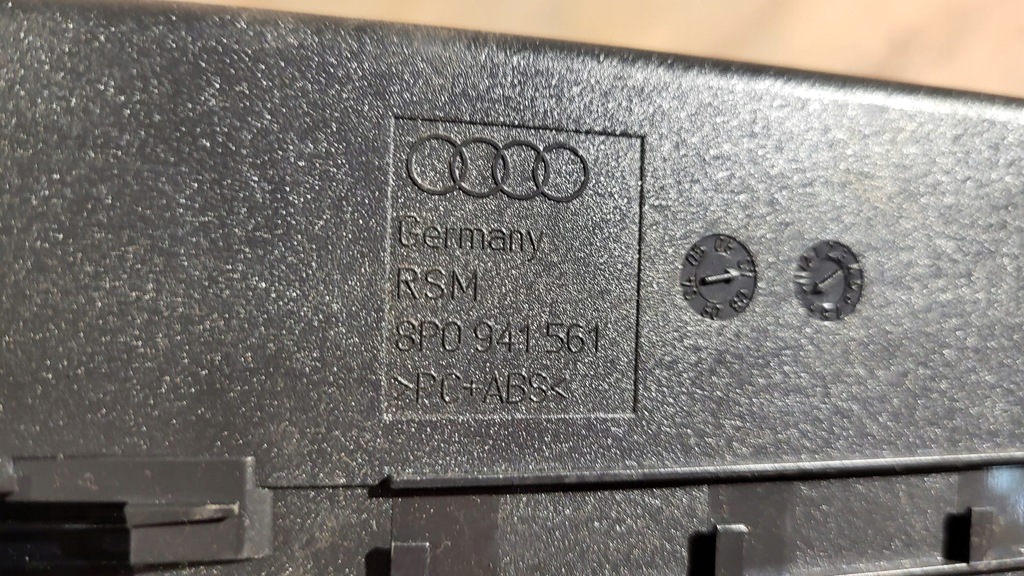 Germany
RSM
8P0 941 561
>PC+ABS<